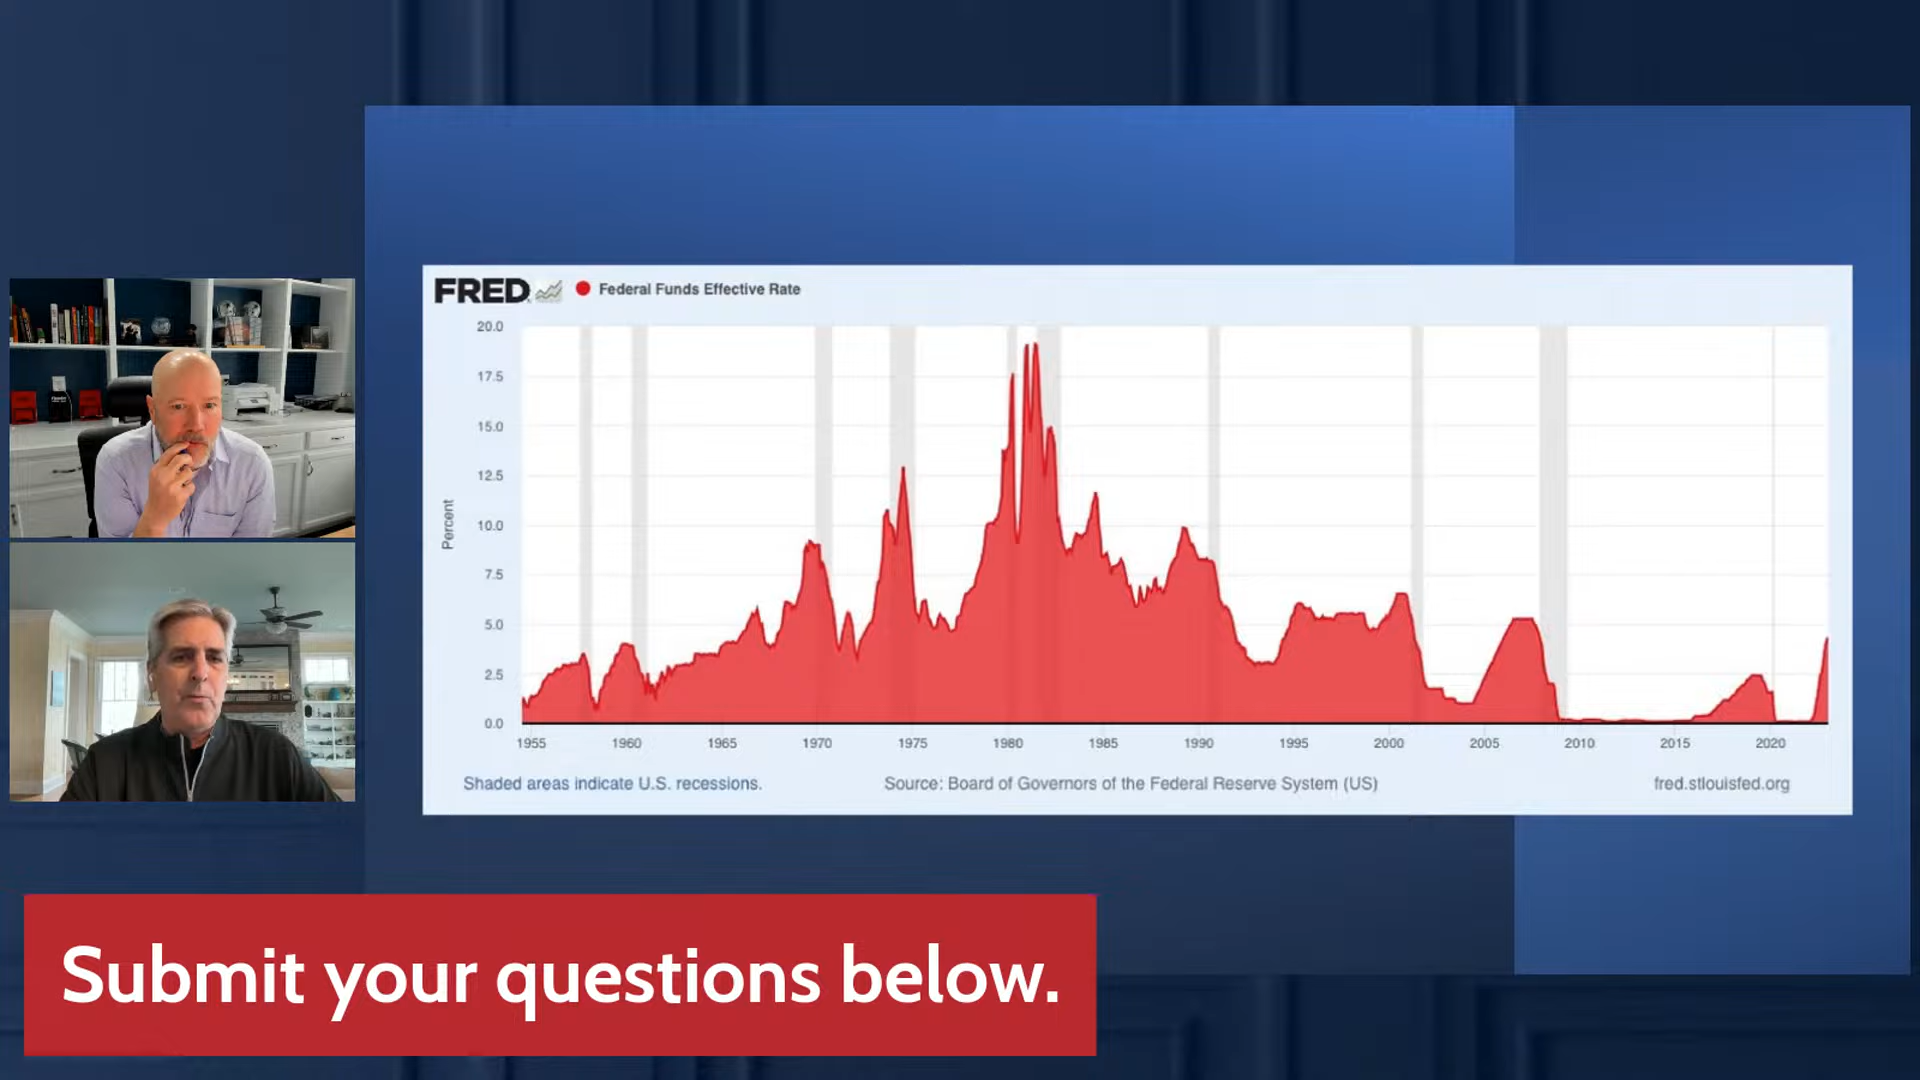 FRED
Federal Funds Effective Rate
20.0
17.5
15.0
12.5
10.0
7.5
5.0
2.5
0.0
Percent
1955 1960 1965 1970 1975 1980 1985 1990 1995 2000 2005 2010 2015 2020
Shaded areas indicate U.S. recessions. Source: Board of Governors of the Federal Reserve System (US) fred.stlouisfed.org
Submit your questions below.